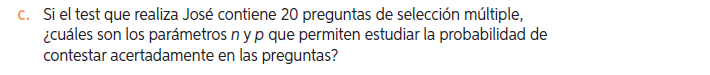 c. Si el test que realiza José contiene 20 preguntas de selección múltiple,
¿cuáles son los parámetros n y p que permiten estudiar la probabilidad de
contestar acertadamente en las preguntas?